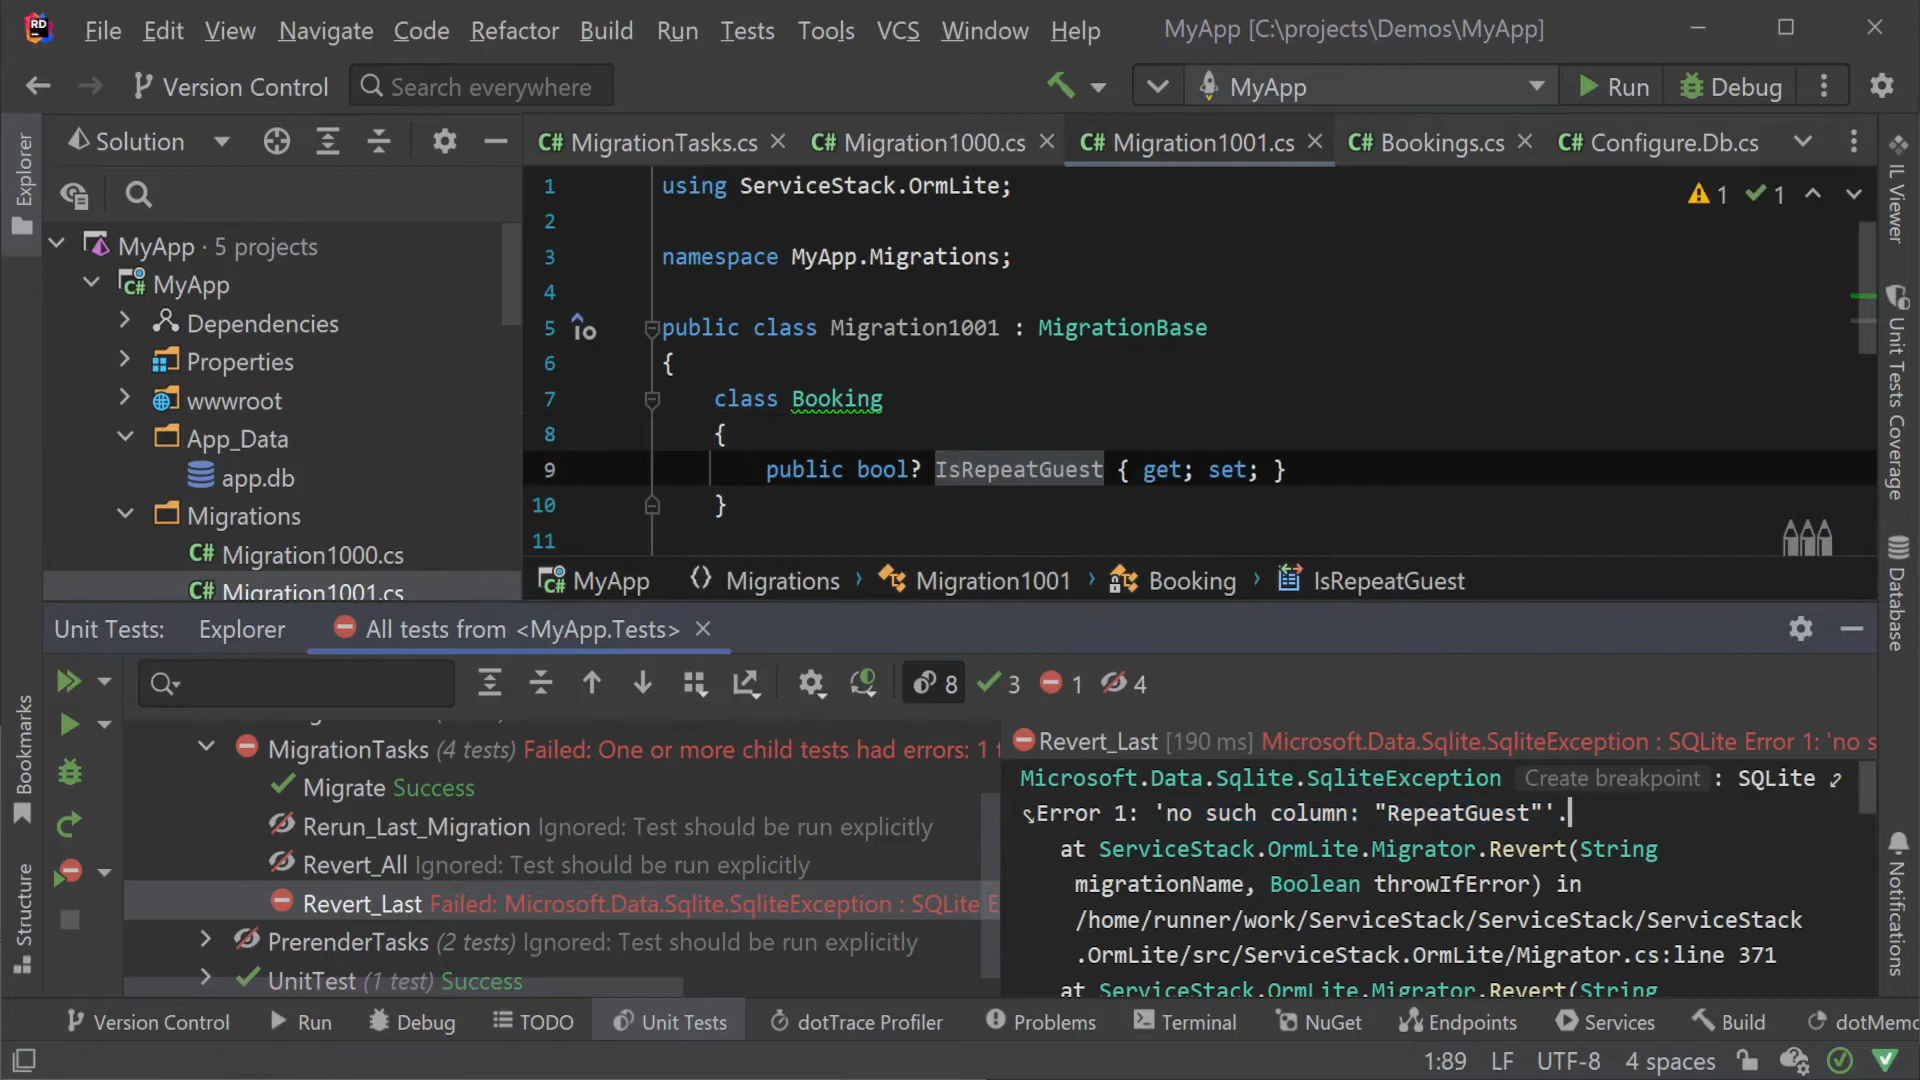 RD File Edit View Navigate Code Refactor Build Run Tests Tools VCS Window Help MyApp [C:\projects\Demos\MyApp]
Version Control Search everywhere MyApp Run Debug
Explorer
Solution
C# MigrationTasks.cs C# Migration1000.cs C# Migration1001.cs C# Bookings.cs C# Configure.Db.cs
MyApp · 5 projects
C# MyApp
Dependencies
Properties
wwwroot
App_Data
app.db
Migrations
C# Migration1000.cs
C# Migration1001.cs
1 using ServiceStack.OrmLite;
1 1
2
3 namespace MyApp.Migrations;
4
5 public class Migration1001 : MigrationBase
6 {
7 class Booking
8 {
9 public bool? IsRepeatGuest { get; set; }
10 }
11
MyApp Migrations Migration1001 Booking IsRepeatGuest
IL Viewer
Unit Tests Coverage
Database
Notifications
Unit Tests: Explorer All tests from <MyApp.Tests>
8 3 1 4
MigrationTasks (4 tests) Failed: One or more child tests had errors: 1 f
Migrate Success
Rerun_Last_Migration Ignored: Test should be run explicitly
Revert_All Ignored: Test should be run explicitly
Revert_Last Failed: Microsoft.Data.Sqlite.SqliteException : SQLite E
PrerenderTasks (2 tests) Ignored: Test should be run explicitly
UnitTest (1 test) Success
Revert_Last [190 ms] Microsoft.Data.Sqlite.SqliteException : SQLite Error 1: 'no s
Microsoft.Data.Sqlite.SqliteException Create breakpoint : SQLite
Error 1: 'no such column: "RepeatGuest"'.
at ServiceStack.OrmLite.Migrator.Revert(String
migrationName, Boolean throwIfError) in
/home/runner/work/ServiceStack/ServiceStack/ServiceStack
.OrmLite/src/ServiceStack.OrmLite/Migrator.cs:line 371
at ServiceStack.OrmLite.Migrator.Revert(String
Bookmarks
Structure
Version Control Run Debug TODO Unit Tests dotTrace Profiler Problems Terminal NuGet Endpoints Services Build dotMemo
1:89 LF UTF-8 4 spaces